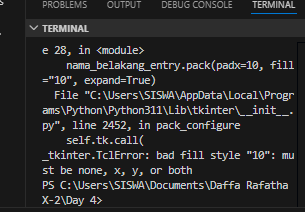 PROBLEMS OUTPUT DEBUG CONSOLE TERMINAL
TERMINAL
e 28, in <module>
nama_belakang_entry.pack(padx=10, fill
="10", expand=True)
File "C:\Users\SISWA\AppData\Local\Progr
ams\Python\Python311\Lib\tkinter\__init__.
py", line 2452, in pack_configure
self.tk.call(
_tkinter.TclError: bad fill style "10": mu
st be none, x, y, or both
PS C:\Users\SISWA\Documents\Daffa Rafatha
X-2\Day 4>